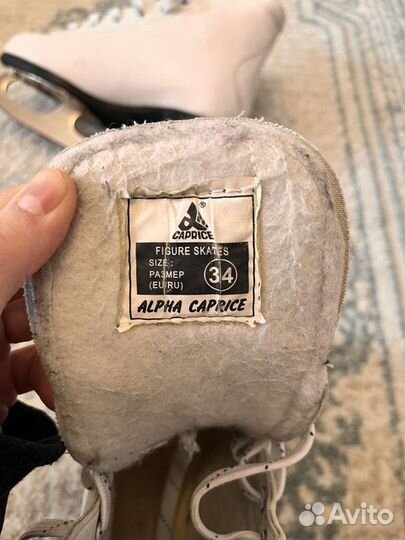 ®
CAPRICE
FIGURE SKATES
SIZE :
РАЗМЕР
(EU/RU)
34
ALPHA CAPRICE
Avito